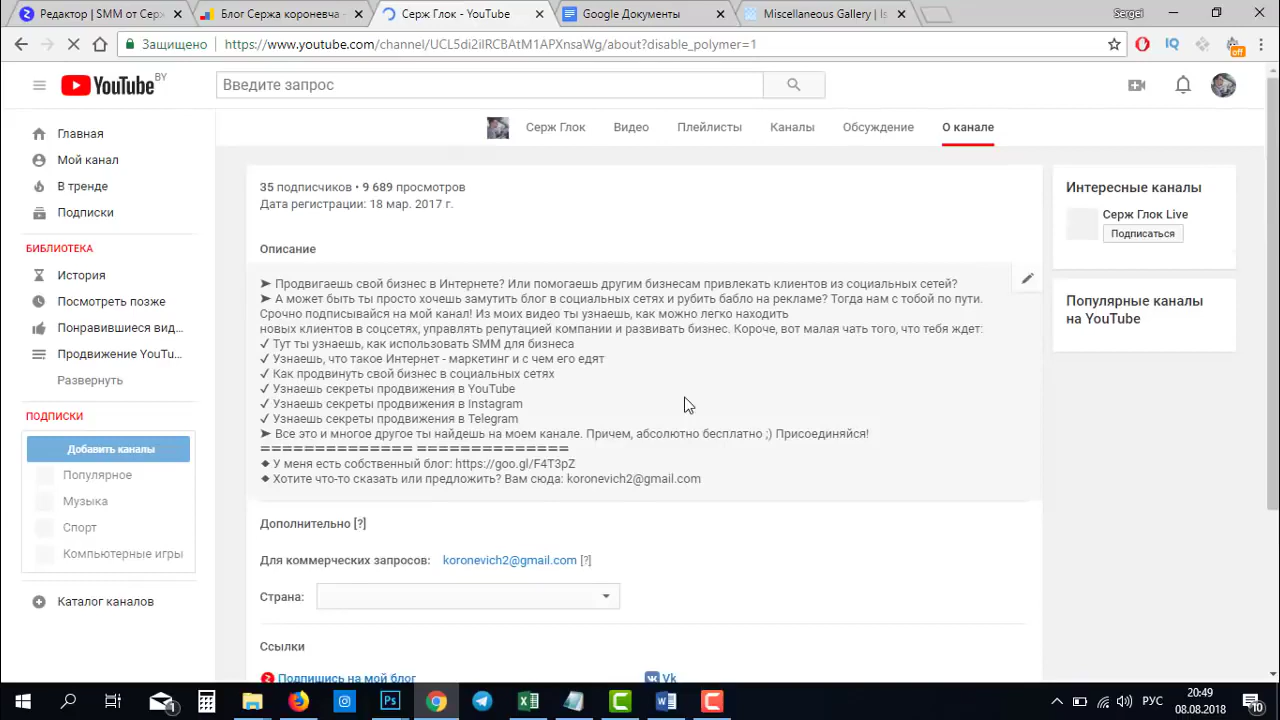 Редактор | SMM от Серж
Блог Сержа короневча
Серж Глок - YouTube
Google Документы
Miscellaneous Gallery | Is
Sergei
Защищено
https://www.youtube.com/channel/UCL5di2iIRCBAtM1APXnsaWg/about?disable_polymer=1
IQ
off
YouTube BY
Введите запрос
Главная
Мой канал
В тренде
Подписки
БИБЛИОТЕКА
История
Посмотреть позже
Понравившиеся вид...
Продвижение YouTu...
Развернуть
ПОДПИСКИ
Добавить каналы
Популярное
Музыка
Спорт
Компьютерные игры
Каталог каналов
Серж Глок
Видео
Плейлисты
Каналы
Обсуждение
О канале
35 подписчиков • 9 689 просмотров
Дата регистрации: 18 мар. 2017 г.
Описание
➤ Продвигаешь свой бизнес в Интернете? Или помогаешь другим бизнесам привлекать клиентов из социальных сетей?
➤ А может быть ты просто хочешь замутить блог в социальных сетях и рубить бабло на рекламе? Тогда нам с тобой по пути.
Срочно подписывайся на мой канал! Из моих видео ты узнаешь, как можно легко находить
новых клиентов в соцсетях, управлять репутацией компании и развивать бизнес. Короче, вот малая чать того, что тебя ждет:
✓ Тут ты узнаешь, как использовать SMM для бизнеса
✓ Узнаешь, что такое Интернет - маркетинг и с чем его едят
✓ Как продвинуть свой бизнес в социальных сетях
✓ Узнаешь секреты продвижения в YouTube
✓ Узнаешь секреты продвижения в Instagram
✓ Узнаешь секреты продвижения в Telegram
➤ Все это и многое другое ты найдешь на моем канале. Причем, абсолютно бесплатно ;) Присоединяйся!
============== ==============
◆ У меня есть собственный блог: https://goo.gl/F4T3pZ
◆ Хотите что-то сказать или предложить? Вам сюда: koronevich2@gmail.com
Дополнительно [?]
Для коммерческих запросов: koronevich2@gmail.com [?]
Страна:
Ссылки
Подпишись на мой блог
Vk
Интересные каналы
Серж Глок Live
Подписаться
Популярные каналы
на YouTube
1
РУС
20:49
08.08.2018
10